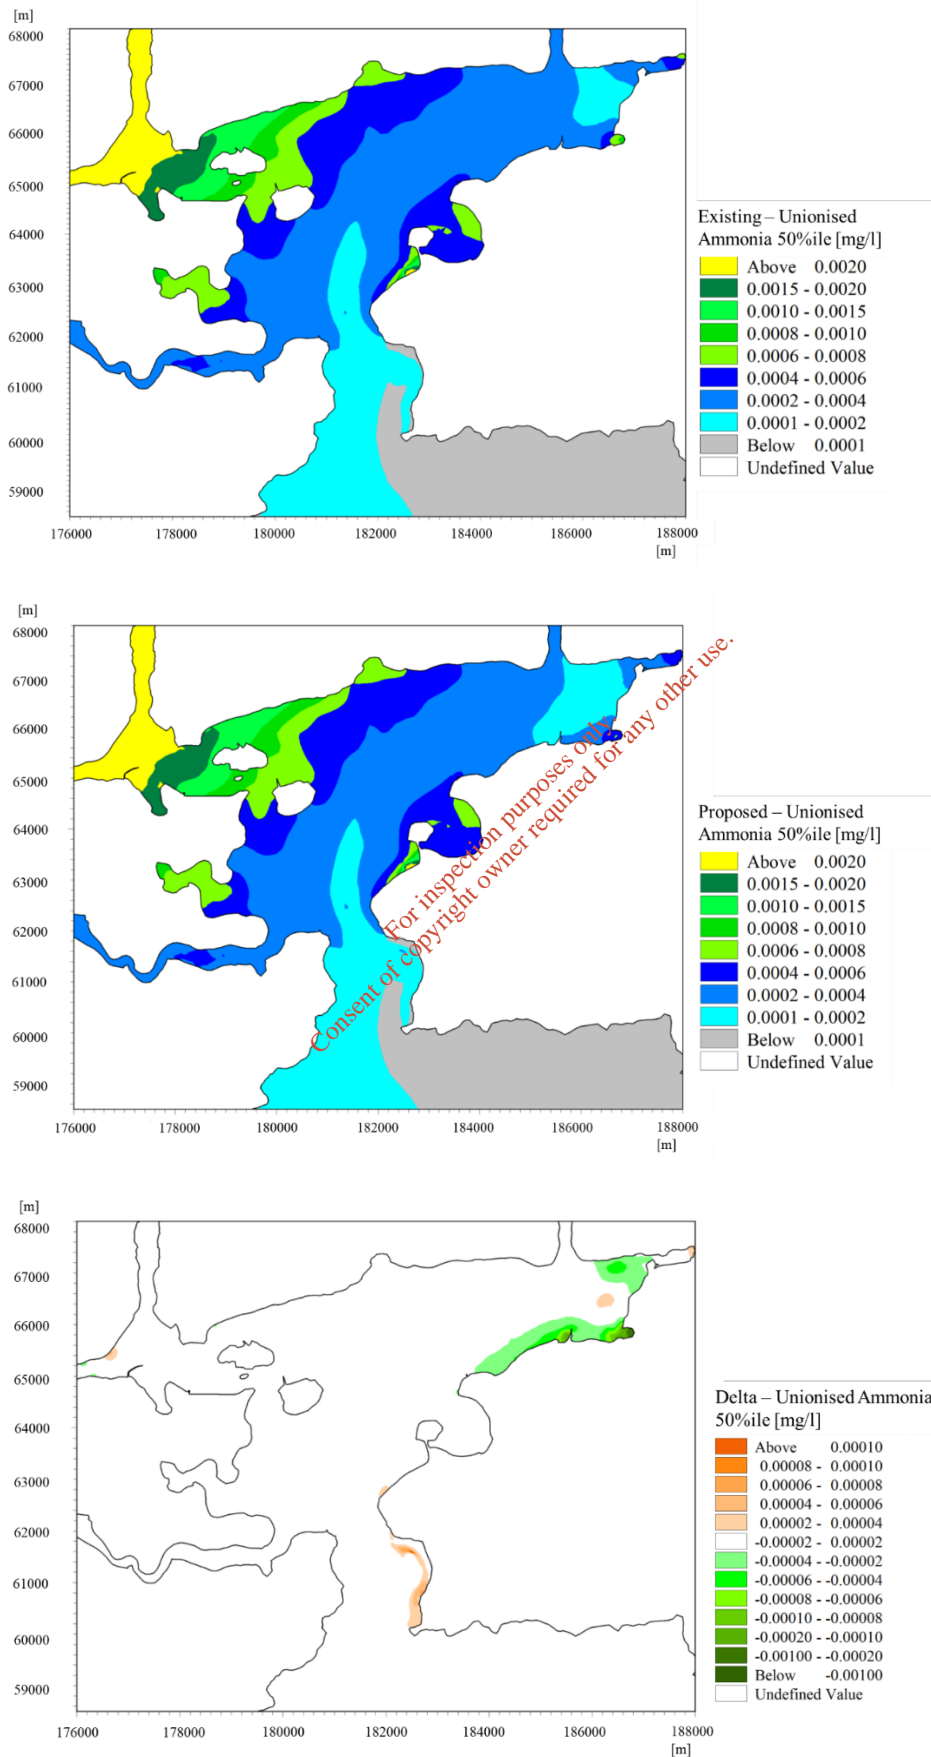 [m]
68000
67000
66000
65000
64000
63000
62000
61000
60000
59000
176000 178000 180000 182000 184000 186000 188000
[m]
Existing – Unionised
Ammonia 50%ile [mg/l]
Above 0.0020
0.0015 - 0.0020
0.0010 - 0.0015
0.0008 - 0.0010
0.0006 - 0.0008
0.0004 - 0.0006
0.0002 - 0.0004
0.0001 - 0.0002
Below 0.0001
Undefined Value
[m]
68000
67000
66000
65000
64000
63000
62000
61000
60000
59000
176000 178000 180000 182000 184000 186000 188000
[m]
For inspection purposes only.
Consent of copyright owner required for any other use.
Proposed – Unionised
Ammonia 50%ile [mg/l]
Above 0.0020
0.0015 - 0.0020
0.0010 - 0.0015
0.0008 - 0.0010
0.0006 - 0.0008
0.0004 - 0.0006
0.0002 - 0.0004
0.0001 - 0.0002
Below 0.0001
Undefined Value
[m]
68000
67000
66000
65000
64000
63000
62000
61000
60000
59000
176000 178000 180000 182000 184000 186000 188000
[m]
Delta – Unionised Ammonia
50%ile [mg/l]
Above 0.00010
0.00008 - 0.00010
0.00006 - 0.00008
0.00004 - 0.00006
0.00002 - 0.00004
-0.00002 - 0.00002
-0.00004 - -0.00002
-0.00006 - -0.00004
-0.00008 - -0.00006
-0.00010 - -0.00008
-0.00020 - -0.00010
-0.00100 - -0.00020
Below -0.00100
Undefined Value